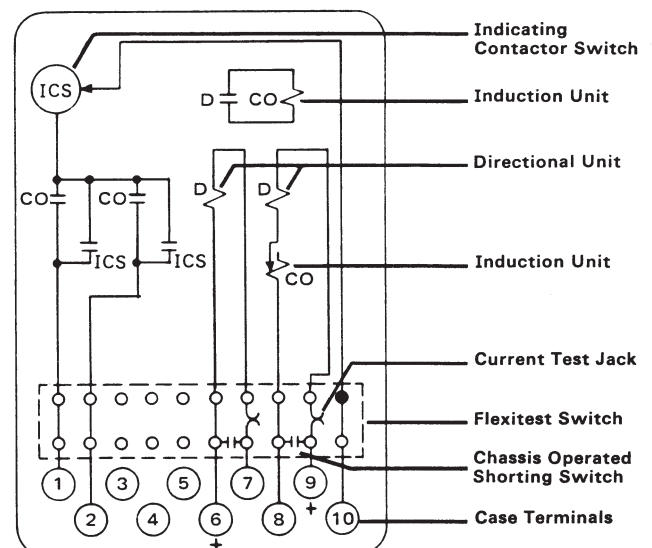 Indicating
Contactor Switch
ICS
D
CO
Induction Unit
Directional Unit
D
D
CO
CO
ICS
ICS
CO
Induction Unit
Current Test Jack
Flexitest Switch
Chassis Operated
Shorting Switch
1
3
5
7
9
+
2
4
6
+
8
10
Case Terminals